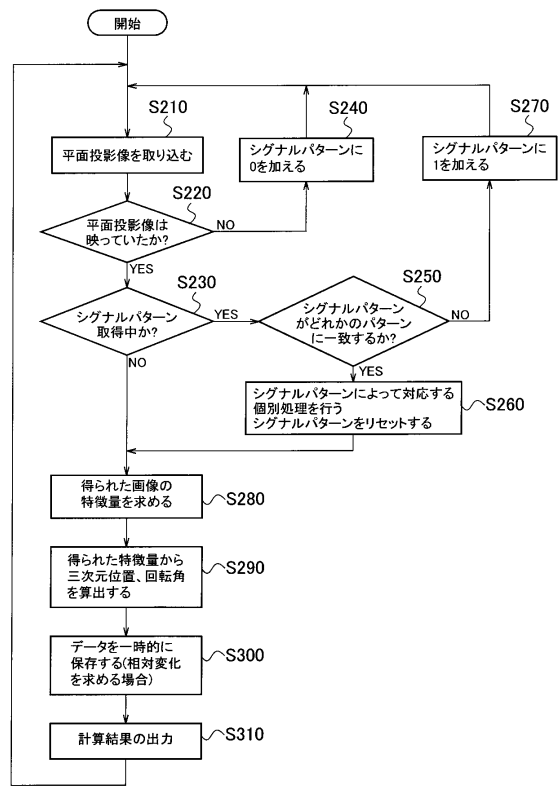 開始
S210
平面投影像を取り込む
S240
シグナルパターンに
0を加える
S270
シグナルパターンに
1を加える
S220
平面投影像は
映っていたか?
NO
YES
S230
シグナルパターン
取得中か?
YES
NO
S250
シグナルパターン
がどれかのパターン
に一致するか?
NO
YES
シグナルパターンによって対応する
個別処理を行う
シグナルパターンをリセットする
S260
得られた画像の
特徴量を求める
S280
得られた特徴量から
三次元位置、回転角
を算出する
S290
データを一時的に
保存する(相対変化
を求める場合)
S300
計算結果の出力
S310